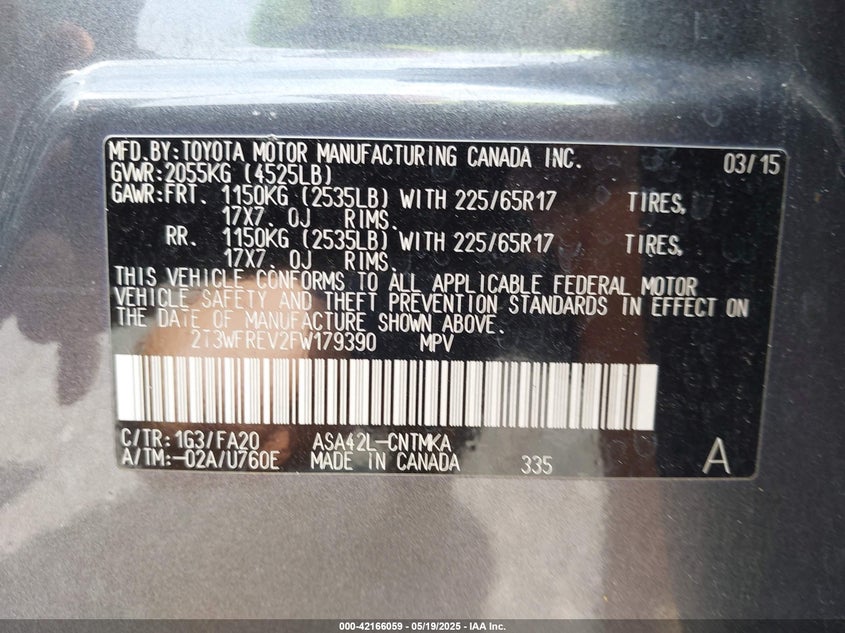 MFD.BY:TOYOTA MOTOR MANUFACTURING CANADA INC. 03/15
GVWR:2055KG (4525LB)
GAWR:FRT. 1150KG (2535LB) WITH 225/65R17 TIRES,
17X7.0J RIMS.
RR. 1150KG (2535LB) WITH 225/65R17 TIRES,
17X7.0J RIMS.
THIS VEHICLE CONFORMS TO ALL APPLICABLE FEDERAL MOTOR
VEHICLE SAFETY AND THEFT PREVENTION STANDARDS IN EFFECT ON
THE DATE OF MANUFACTURE SHOWN ABOVE.
2T3WFREV2FW179390 MPV
C/TR:1G3/FA20 ASA42L-CNTMKA
A/TM:-02A/U760E MADE IN CANADA 335 A
000-42166059 - 05/19/2025 - IAA Inc.